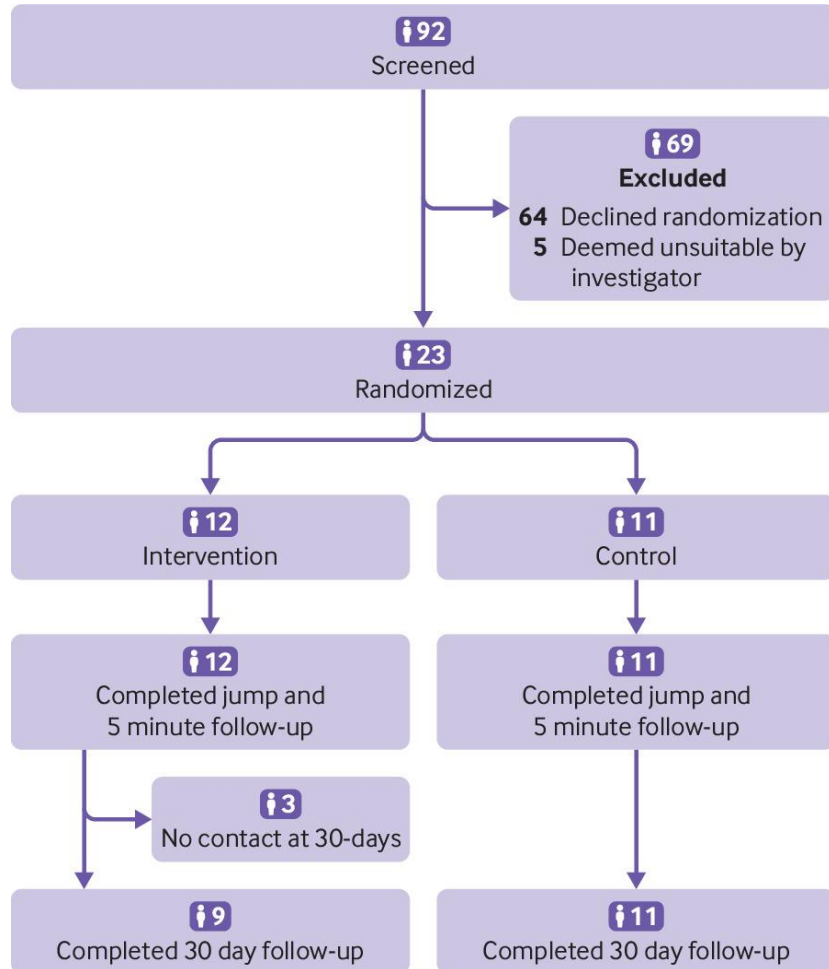 92
Screened
69
Excluded
64 Declined randomization
5 Deemed unsuitable by
investigator
23
Randomized
12
Intervention
11
Control
12
Completed jump and
5 minute follow-up
11
Completed jump and
5 minute follow-up
3
No contact at 30-days
9
Completed 30 day follow-up
11
Completed 30 day follow-up